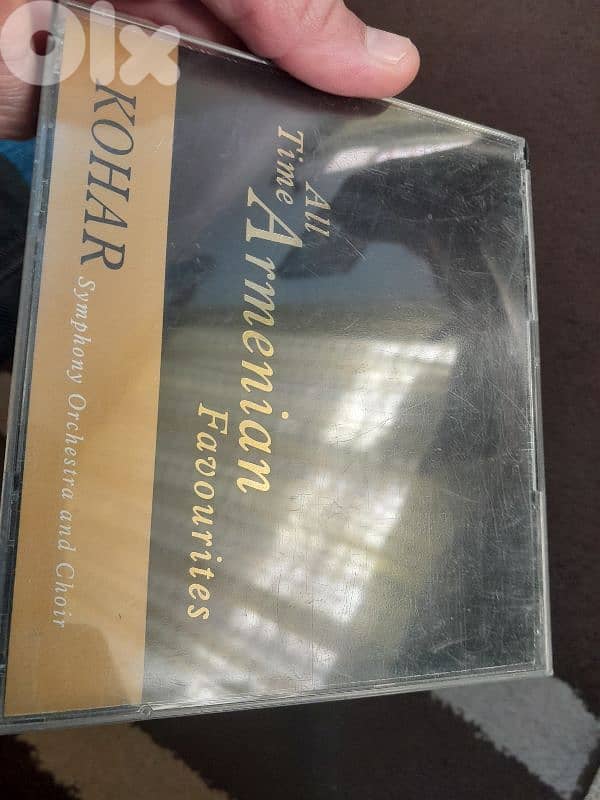 olx
All
Time
Armenian
Favourites
KOHAR Symphony Orchestra and Choir